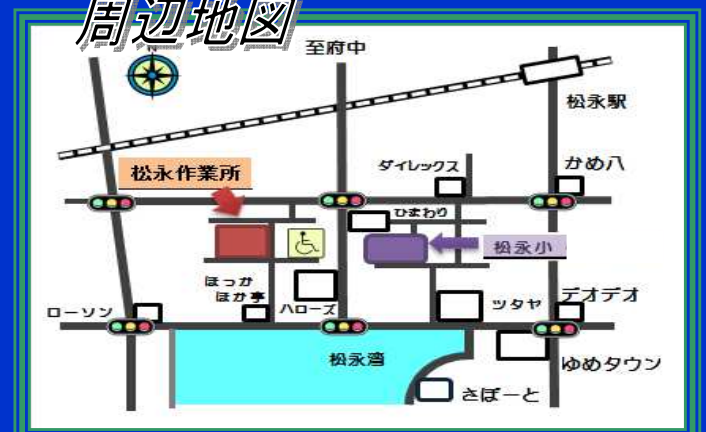 周辺地図
N
至府中
松永駅
かめ八
ダイレックス
松永作業所
ひまわり
松永小
ほっか
ほか亭
ハローズ
ツタヤ
デオデオ
ローソン
松永湾
ゆめタウン
さぽーと